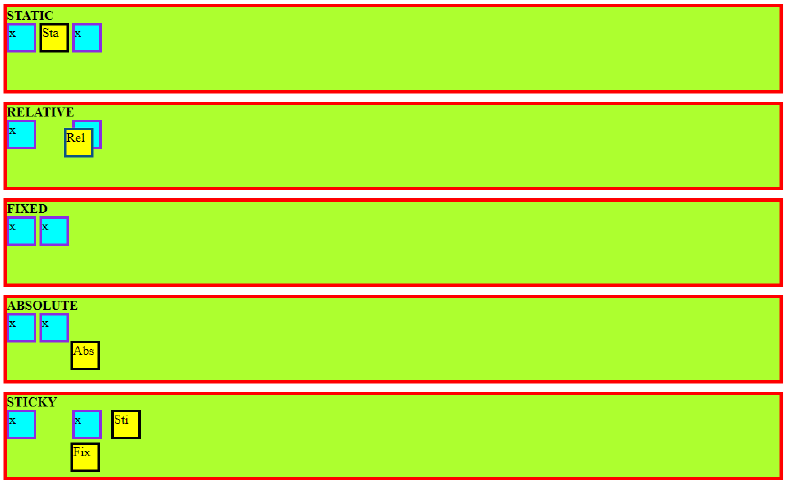 STATIC
x Sta x
RELATIVE
x Rel
FIXED
x x
ABSOLUTE
x x
Abs
STICKY
x x Sti
Fix